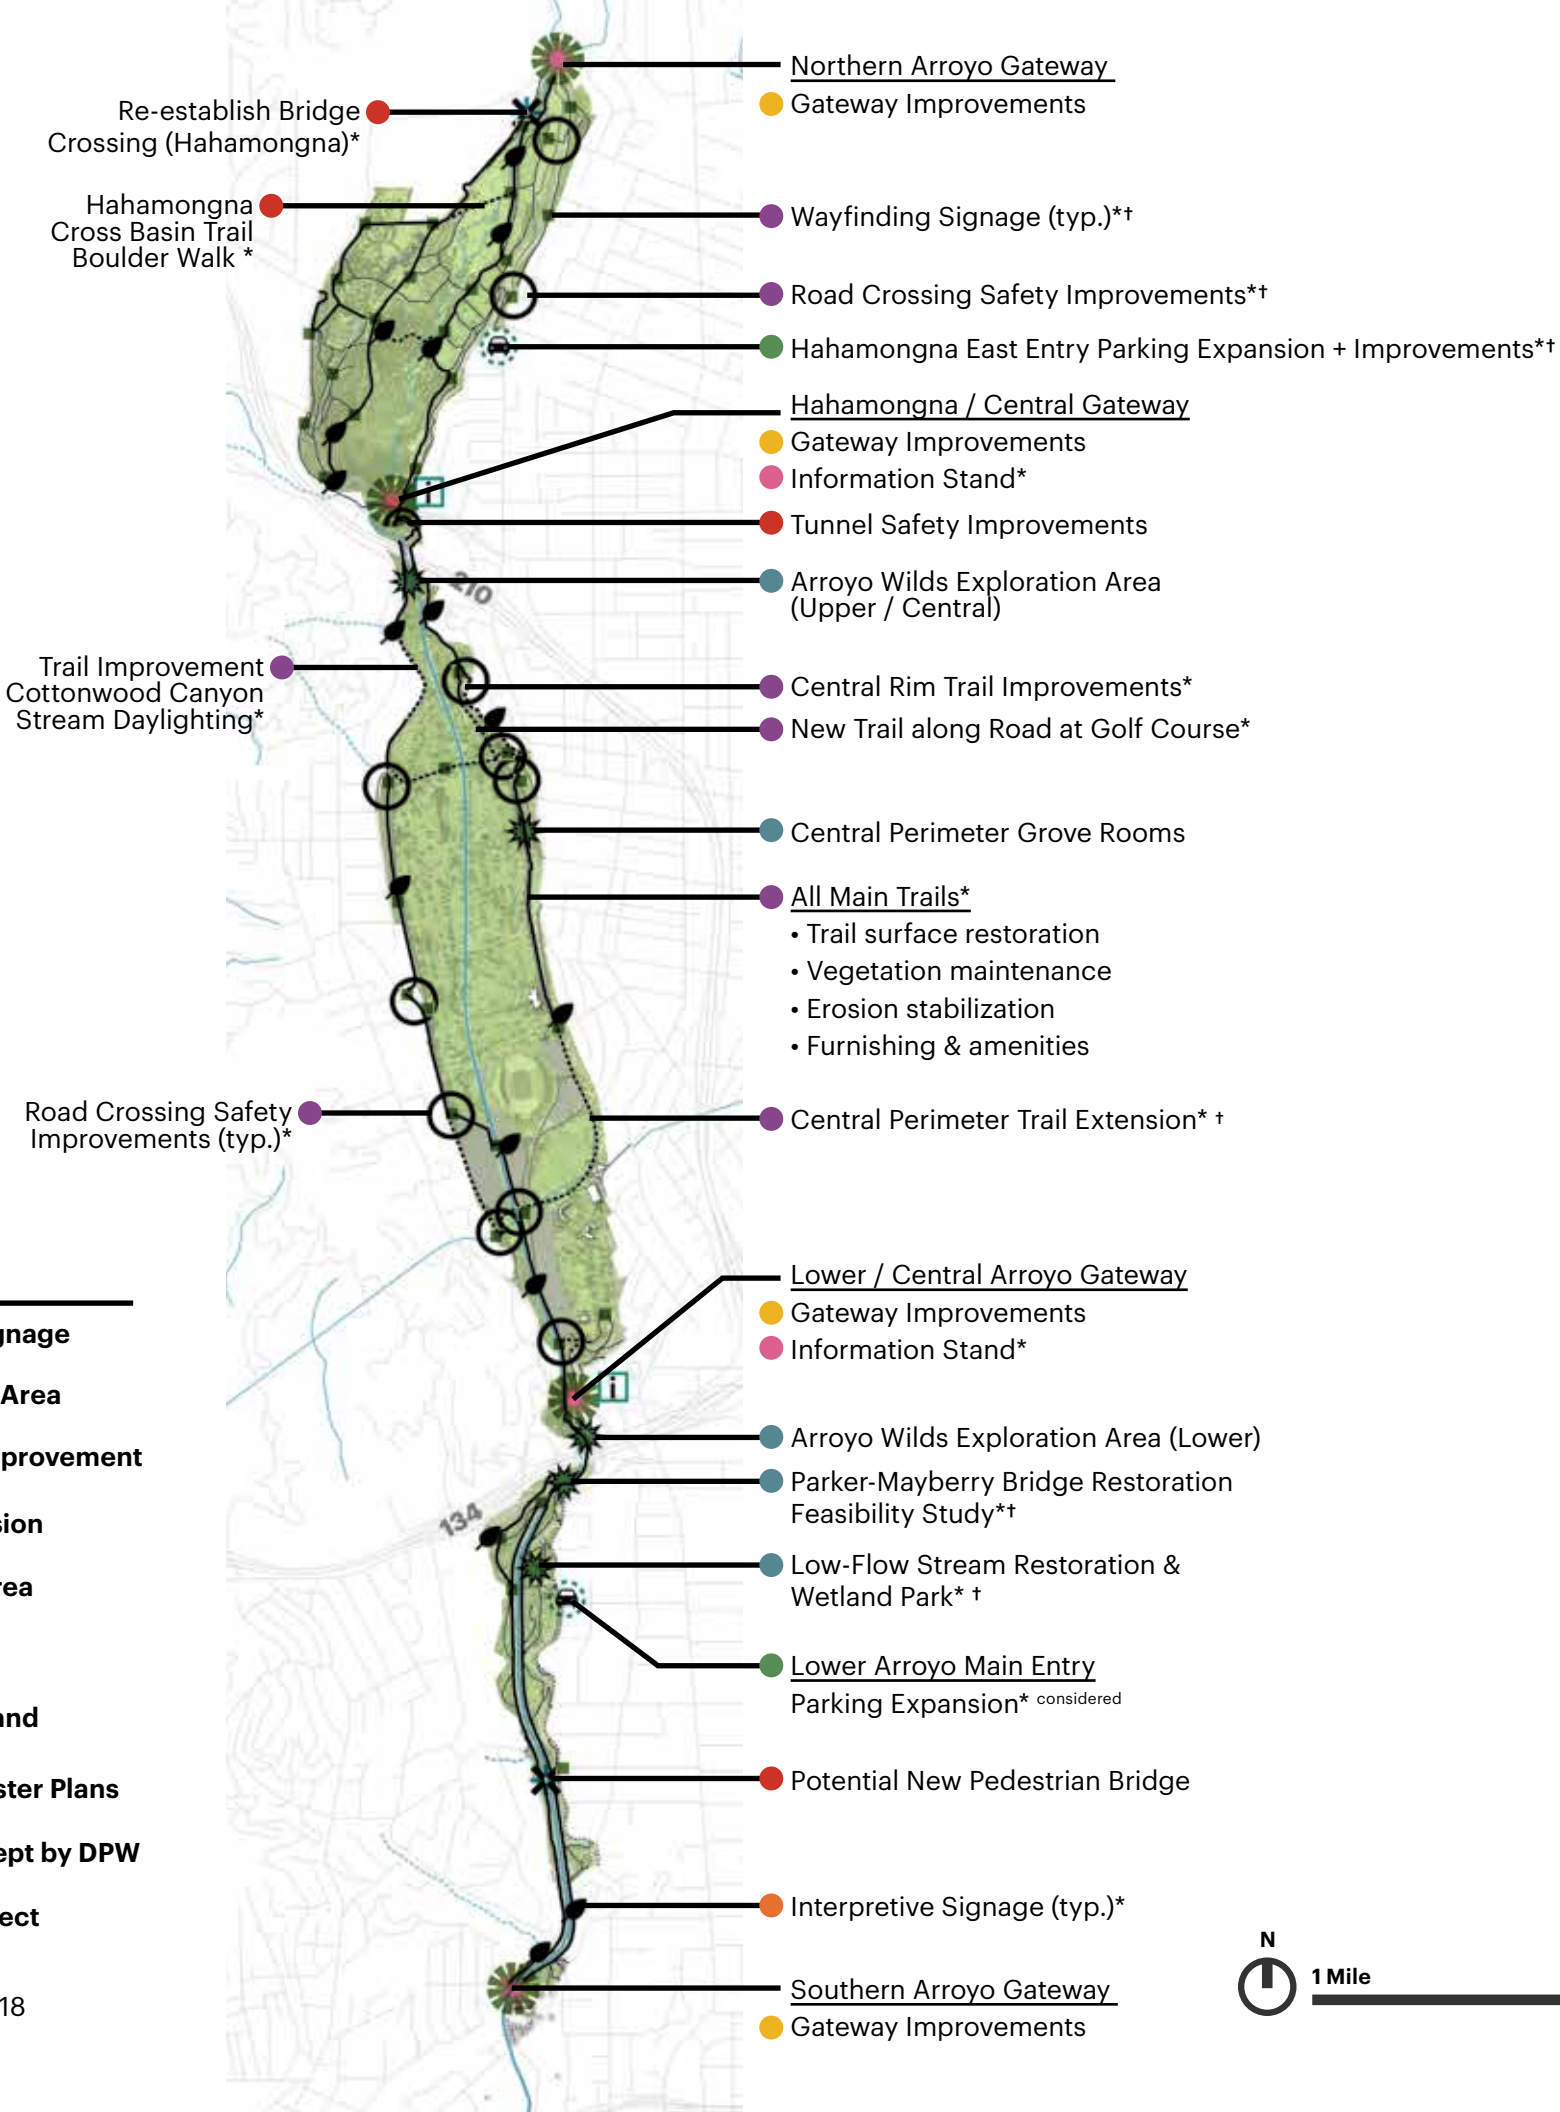 Northern Arroyo Gateway
Gateway Improvements
Re-establish Bridge
Crossing (Hahamongna)*
Hahamongna
Cross Basin Trail
Boulder Walk *
Wayfinding Signage (typ.)*†
Road Crossing Safety Improvements*†
Hahamongna East Entry Parking Expansion + Improvements*†
Hahamongna / Central Gateway
Gateway Improvements
Information Stand*
i
Tunnel Safety Improvements
Arroyo Wilds Exploration Area
(Upper / Central)
210
Trail Improvement
Cottonwood Canyon
Stream Daylighting*
Central Rim Trail Improvements*
New Trail along Road at Golf Course*
Central Perimeter Grove Rooms
All Main Trails*
• Trail surface restoration
• Vegetation maintenance
• Erosion stabilization
• Furnishing & amenities
Road Crossing Safety
Improvements (typ.)*
Central Perimeter Trail Extension* †
Lower / Central Arroyo Gateway
Gateway Improvements
Information Stand*
i
Arroyo Wilds Exploration Area (Lower)
Parker-Mayberry Bridge Restoration
Feasibility Study*†
134
Low-Flow Stream Restoration &
Wetland Park* †
Lower Arroyo Main Entry
Parking Expansion* considered
Potential New Pedestrian Bridge
Interpretive Signage (typ.)*
Southern Arroyo Gateway
Gateway Improvements
N
1 Mile
gnage
Area
provement
sion
rea
and
ster Plans
ept by DPW
ect
18